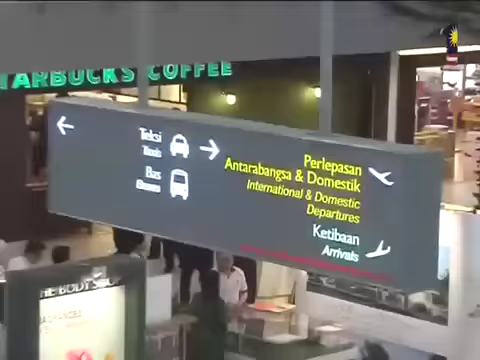 STARBUCKS COFFEE
Teksi
Taxis
Bas
Buses
Perlepasan
Antarabangsa & Domestik
International & Domestic
Departures
Ketibaan
Arrivals
THE BODY SHOP